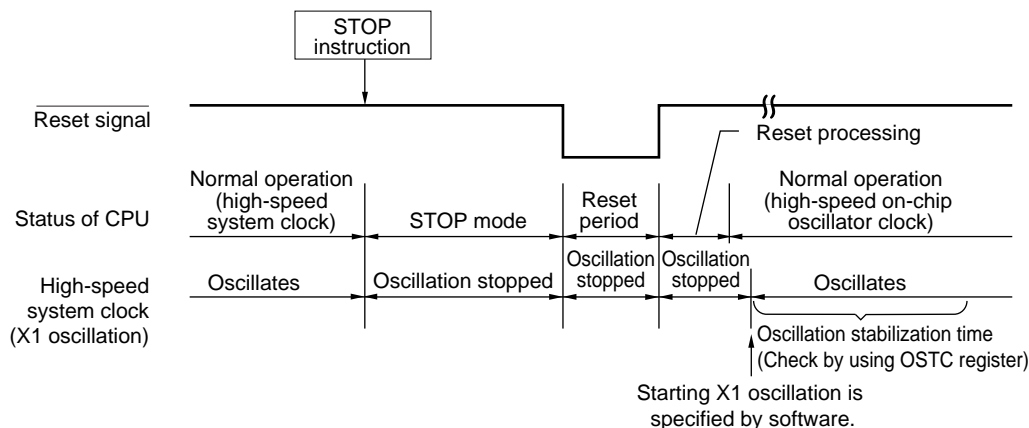 STOP
instruction
Reset signal
Reset processing
Normal operation
(high-speed
system clock)
Reset
period
Normal operation
(high-speed on-chip
oscillator clock)
Status of CPU
STOP mode
High-speed
system clock
(X1 oscillation)
Oscillates
Oscillation stopped
Oscillation
stopped
Oscillation
stopped
Oscillates
Oscillation stabilization time
(Check by using OSTC register)
Starting X1 oscillation is
specified by software.